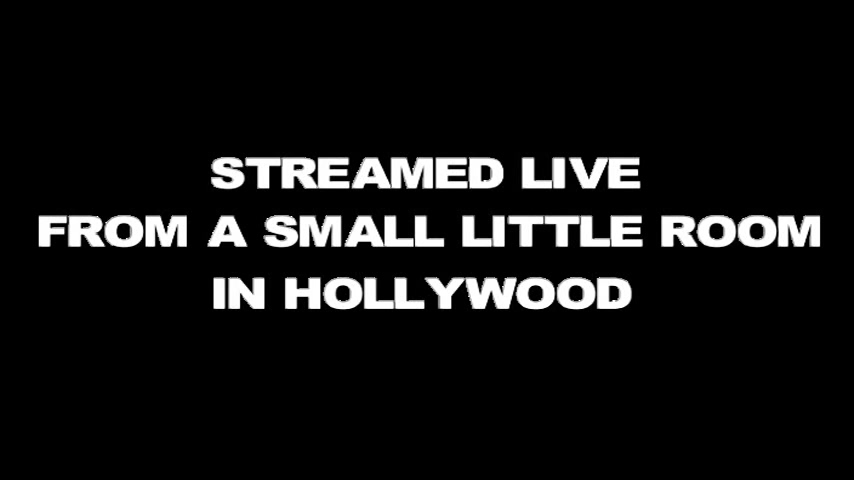 STREAMED LIVE
FROM A SMALL LITTLE ROOM
IN HOLLYWOOD